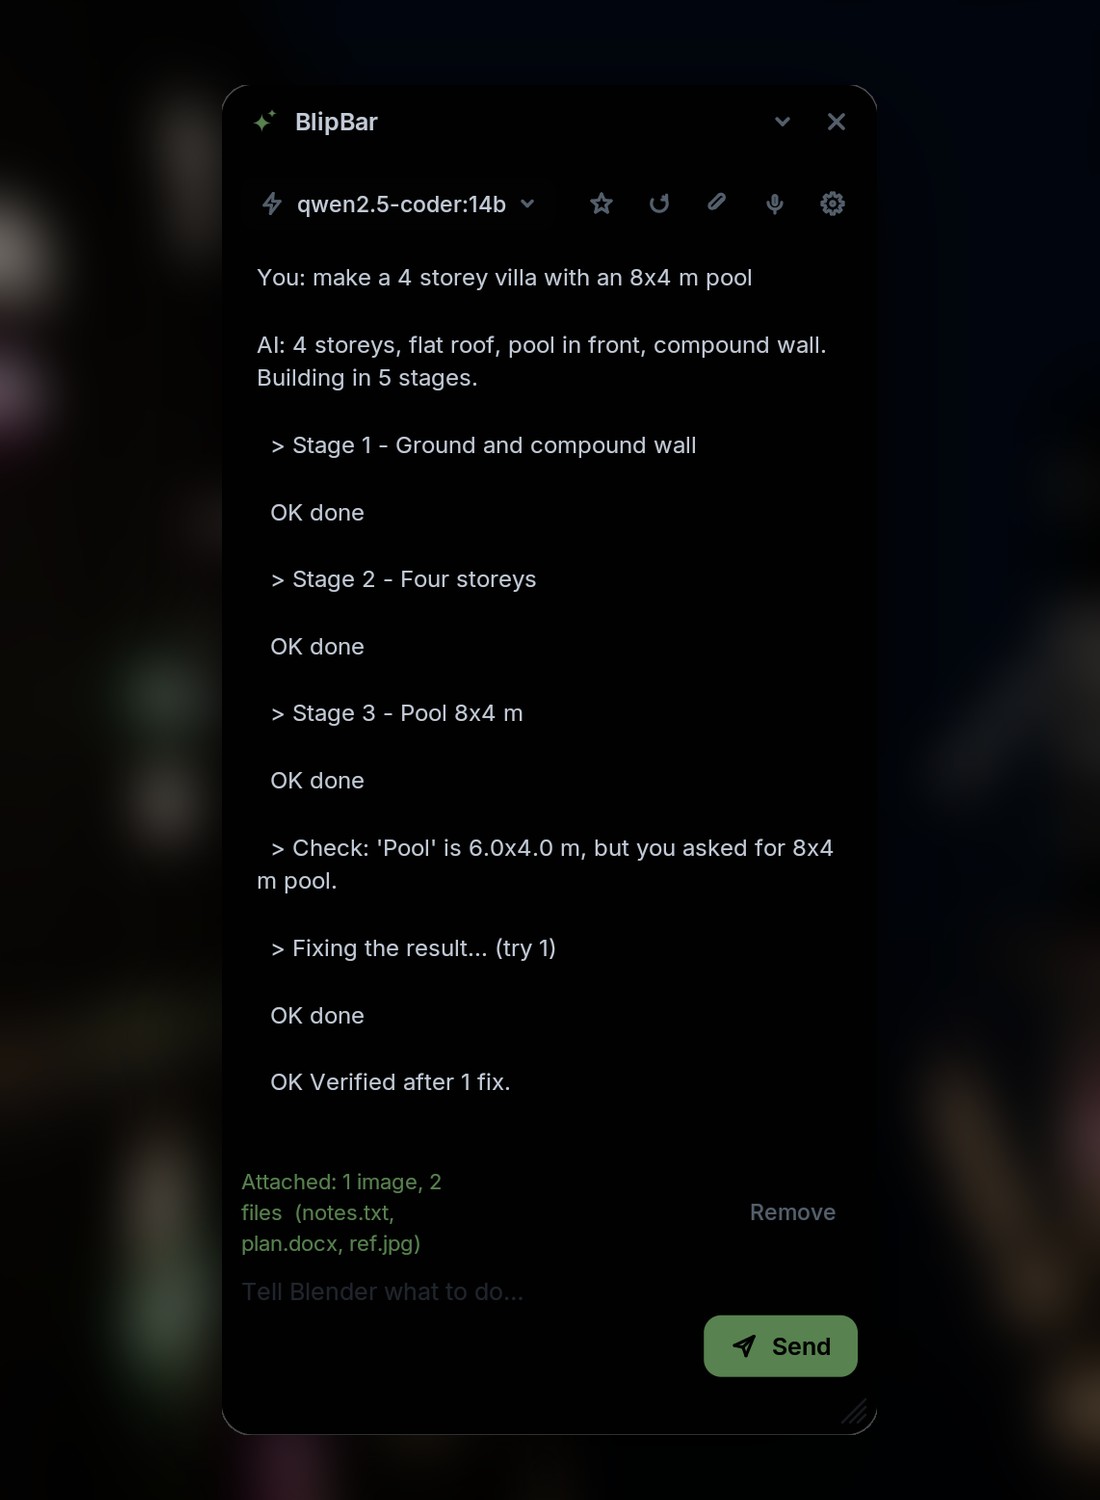 BlipBar
qwen2.5-coder:14b
You: make a 4 storey villa with an 8x4 m pool
AI: 4 storeys, flat roof, pool in front, compound wall.
Building in 5 stages.
> Stage 1 - Ground and compound wall
OK done
> Stage 2 - Four storeys
OK done
> Stage 3 - Pool 8x4 m
OK done
> Check: 'Pool' is 6.0x4.0 m, but you asked for 8x4
m pool.
> Fixing the result... (try 1)
OK done
OK Verified after 1 fix.
Attached: 1 image, 2
files (notes.txt,
plan.docx, ref.jpg)
Remove
Tell Blender what to do...
Send